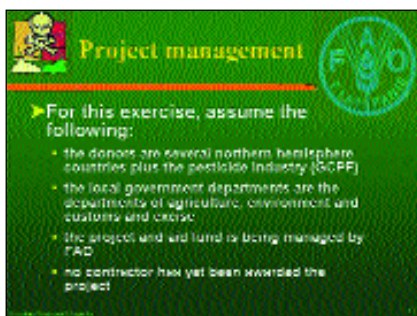 Project management
F A O
➤For this exercise, assume the
following:
• the donors are several northern hemisphere
countries plus the pesticide industry (GCPF)
• the local government departments are the
departments of agriculture, environment and
customs and excise
• the project and aid fund is being managed by
FAO
• no contractor has yet been awarded the
project